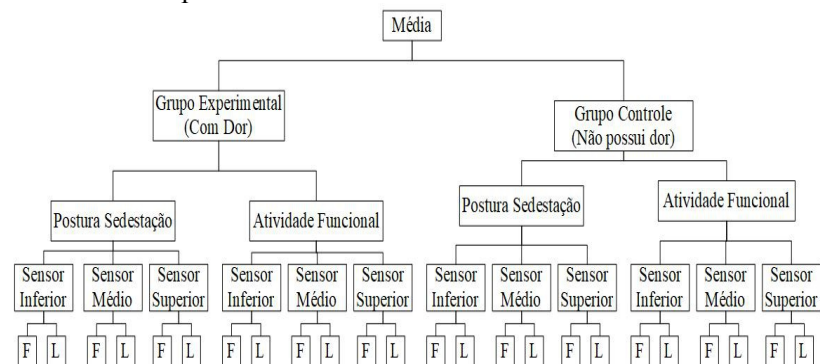 Média
Grupo Experimental
(Com Dor)
Grupo Controle
(Não possui dor)
Postura Sedestação
Atividade Funcional
Postura Sedestação
Atividade Funcional
Sensor
Inferior
Sensor
Médio
Sensor
Superior
Sensor
Inferior
Sensor
Médio
Sensor
Superior
Sensor
Inferior
Sensor
Médio
Sensor
Superior
Sensor
Inferior
Sensor
Médio
Sensor
Superior
F L F L F L F L F L F L F L F L F L F L F L F L